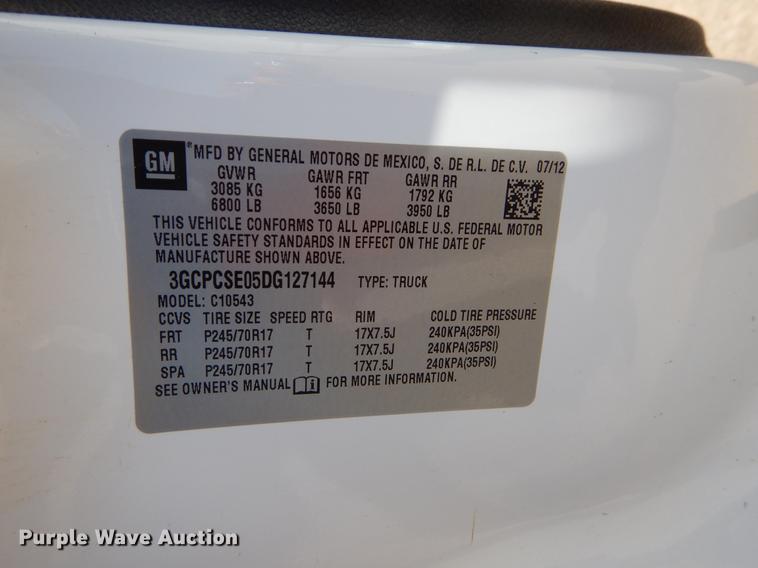 GM
® MFD BY GENERAL MOTORS DE MEXICO, S. DE R.L. DE C.V. 07/12
GVWR GAWR FRT GAWR RR
3085 KG 1656 KG 1792 KG
6800 LB 3650 LB 3950 LB
THIS VEHICLE CONFORMS TO ALL APPLICABLE U.S. FEDERAL MOTOR
VEHICLE SAFETY STANDARDS IN EFFECT ON THE DATE OF
MANUFACTURE SHOWN ABOVE.
3GCPCSE05DG127144 TYPE: TRUCK
MODEL: C10543
CCVS TIRE SIZE SPEED RTG RIM COLD TIRE PRESSURE
FRT P245/70R17 T 17X7.5J 240KPA(35PSI)
RR P245/70R17 T 17X7.5J 240KPA(35PSI)
SPA P245/70R17 T 17X7.5J 240KPA(35PSI)
SEE OWNER'S MANUAL FOR MORE INFORMATION.
Purple Wave Auction